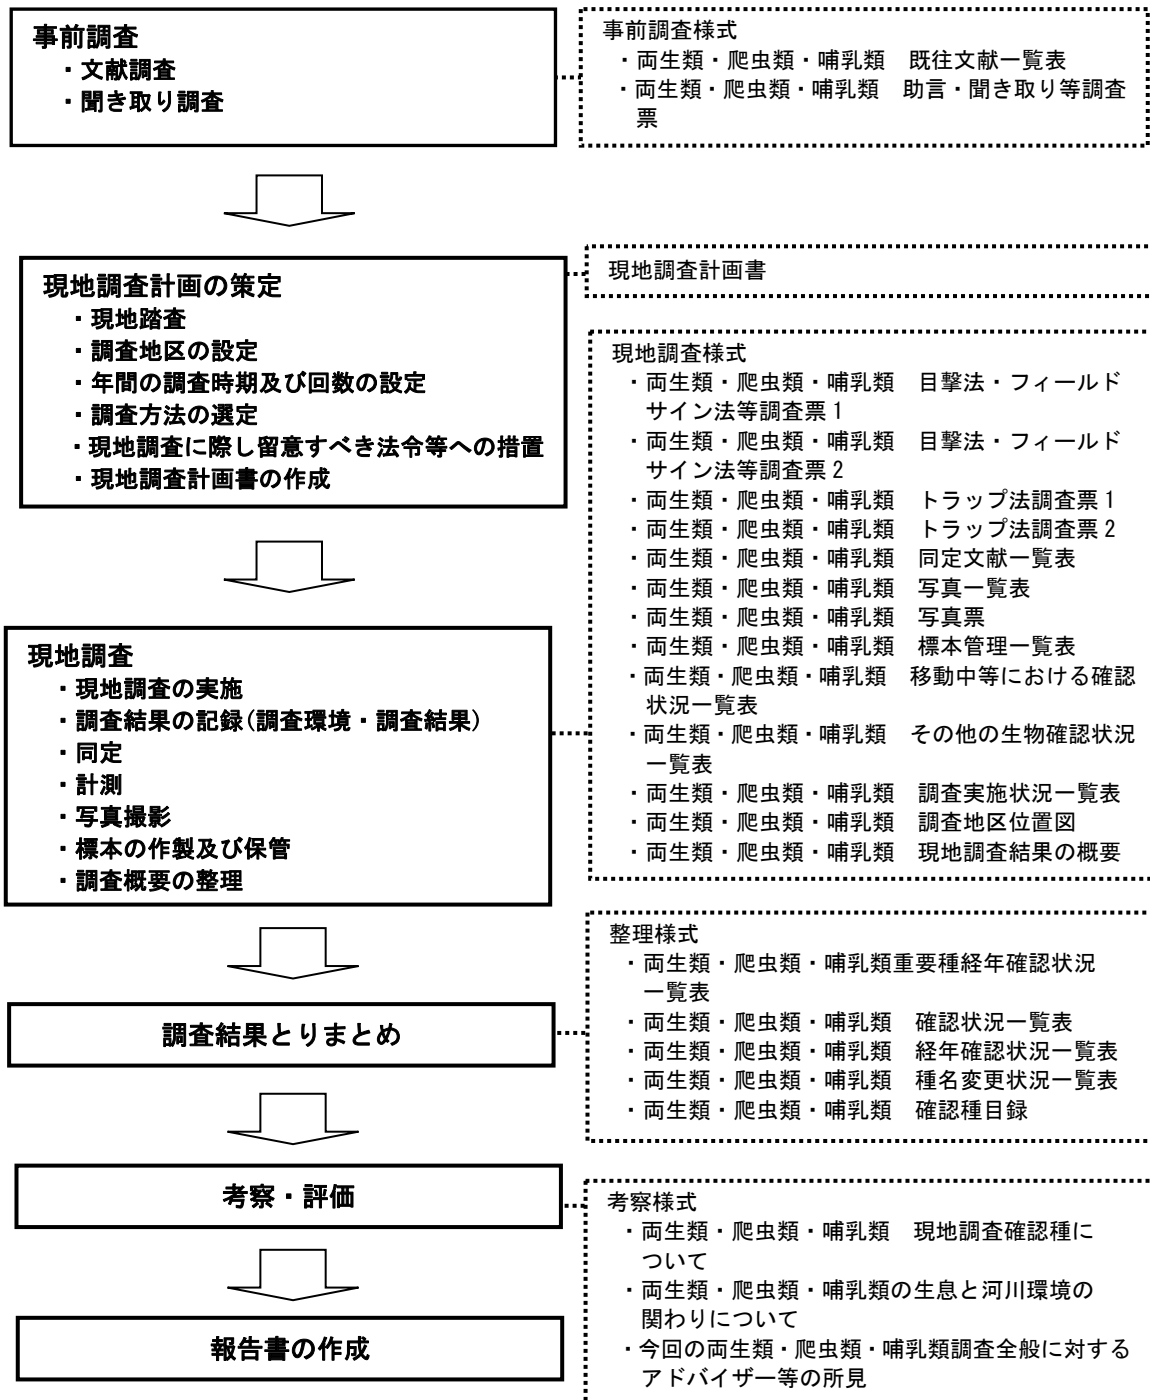 事前調査
・文献調査
・聞き取り調査
事前調査様式
・両生類・爬虫類・哺乳類　既往文献一覧表
・両生類・爬虫類・哺乳類　助言・聞き取り等調査
票
現地調査計画の策定
・現地踏査
・調査地区の設定
・年間の調査時期及び回数の設定
・調査方法の選定
・現地調査に際し留意すべき法令等への措置
・現地調査計画書の作成
現地調査計画書
現地調査
・現地調査の実施
・調査結果の記録(調査環境・調査結果)
・同定
・計測
・写真撮影
・標本の作製及び保管
・調査概要の整理
現地調査様式
・両生類・爬虫類・哺乳類　目撃法・フィールド
サイン法等調査票1
・両生類・爬虫類・哺乳類　目撃法・フィールド
サイン法等調査票2
・両生類・爬虫類・哺乳類　トラップ法調査票1
・両生類・爬虫類・哺乳類　トラップ法調査票2
・両生類・爬虫類・哺乳類　同定文献一覧表
・両生類・爬虫類・哺乳類　写真一覧表
・両生類・爬虫類・哺乳類　写真票
・両生類・爬虫類・哺乳類　標本管理一覧表
・両生類・爬虫類・哺乳類　移動中等における確認
状況一覧表
・両生類・爬虫類・哺乳類　その他の生物確認状況
一覧表
・両生類・爬虫類・哺乳類　調査実施状況一覧表
・両生類・爬虫類・哺乳類　調査地区位置図
・両生類・爬虫類・哺乳類　現地調査結果の概要
調査結果とりまとめ
整理様式
・両生類・爬虫類・哺乳類重要種経年確認状況
一覧表
・両生類・爬虫類・哺乳類　確認状況一覧表
・両生類・爬虫類・哺乳類　経年確認状況一覧表
・両生類・爬虫類・哺乳類　種名変更状況一覧表
・両生類・爬虫類・哺乳類　確認種目録
考察・評価
考察様式
・両生類・爬虫類・哺乳類　現地調査確認種に
ついて
・両生類・爬虫類・哺乳類の生息と河川環境の
関わりについて
・今回の両生類・爬虫類・哺乳類調査全般に対する
アドバイザー等の所見
報告書の作成